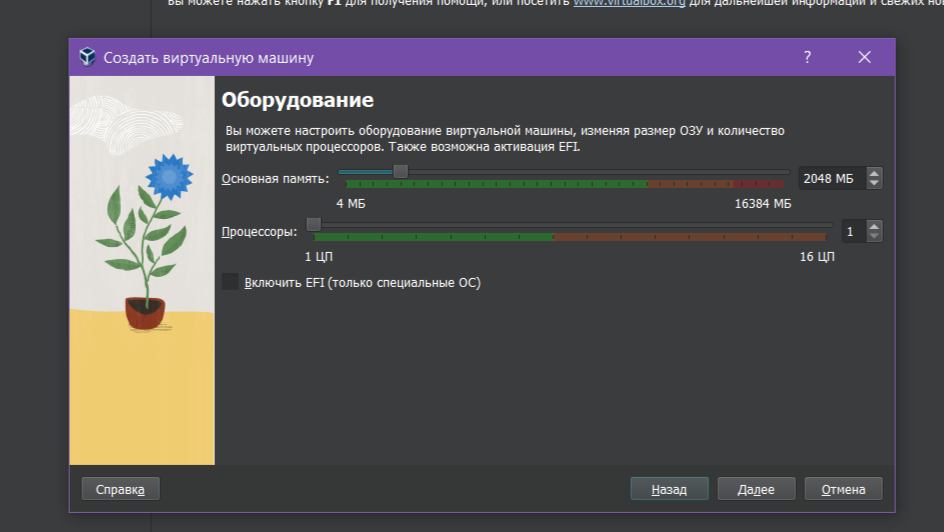 Вы можете нажать кнопку F1 для получения помощи, или посетить www.virtualbox.org для дальнейшей информации и свежих
Создать виртуальную машину
?
Оборудование
Вы можете настроить оборудование виртуальной машины, изменяя размер ОЗУ и количество
виртуальных процессоров. Также возможна активация EFI.
Основная память:
2048 МБ
4 МБ
16384 МБ
Процессоры:
1
1 ЦП
16 ЦП
Включить EFI (только специальные ОС)
Справка
Назад
Далее
Отмена